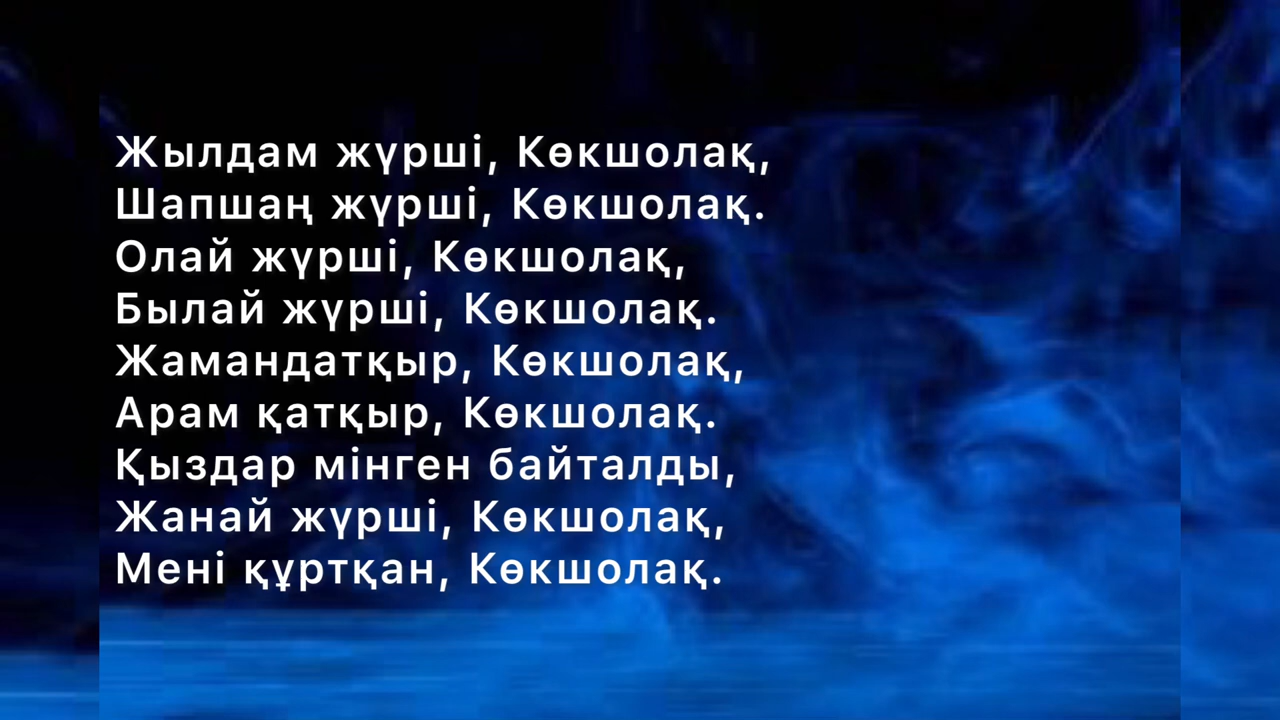 Жылдам жүрші, Көкшолақ,
Шапшаң жүрші, Көкшолақ.
Олай жүрші, Көкшолақ,
Былай жүрші, Көкшолақ.
Жамандатқыр, Көкшолақ,
Арам қатқыр, Көкшолақ.
Қыздар мінген байталды,
Жанай жүрші, Көкшолақ,
Мені құртқан, Көкшолақ.